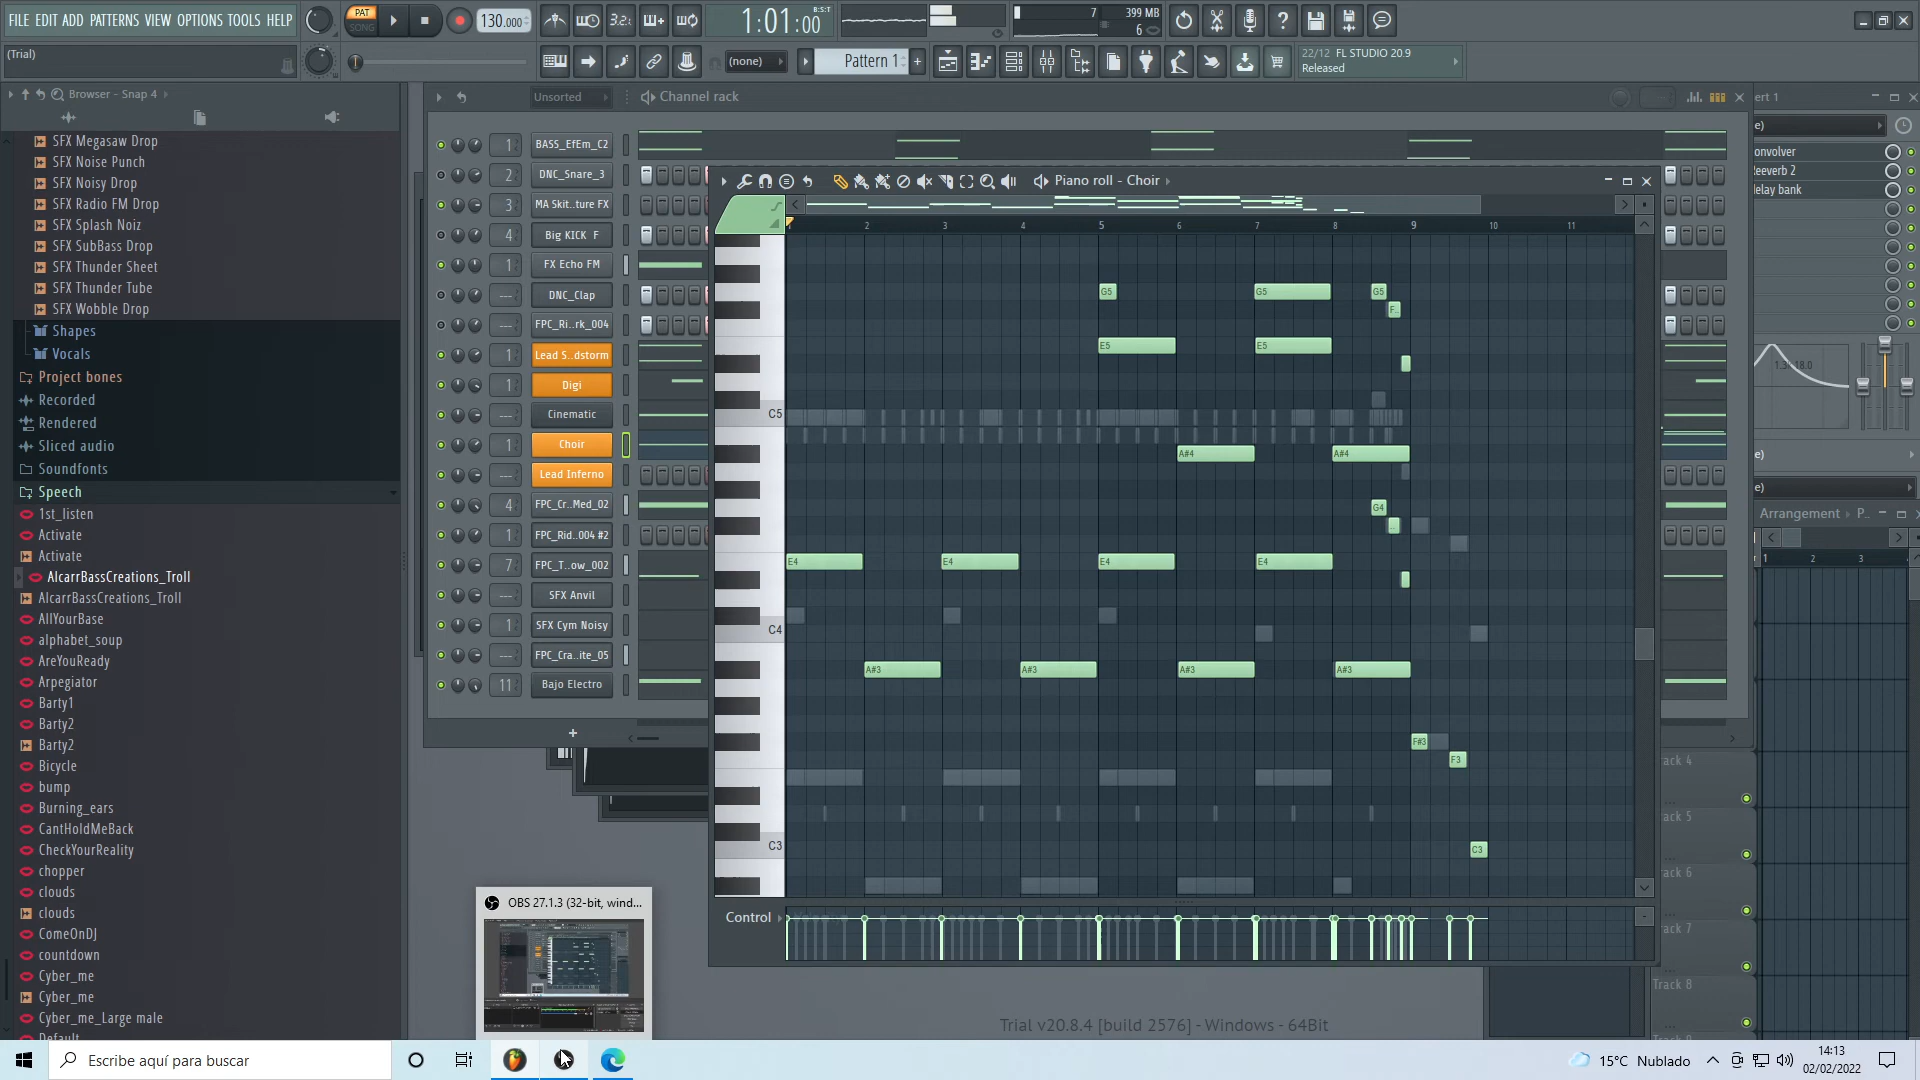 FILE EDIT ADD PATTERNS VIEW OPTIONS TOOLS HELP
PAT
SONG
130.000
3.2
1:01:00
B:S:T
7
399 MB
6
(Trial)
(none)
Pattern 1
22/12 FL STUDIO 20.9
Released
Browser - Snap 4
SFX Megasaw Drop
SFX Noise Punch
SFX Noisy Drop
SFX Radio FM Drop
SFX Splash Noiz
SFX SubBass Drop
SFX Thunder Sheet
SFX Thunder Tube
SFX Wobble Drop
Shapes
Vocals
Project bones
Recorded
Rendered
Sliced audio
Soundfonts
Speech
1st_listen
Activate
Activate
AlcarrBassCreations_Troll
AlcarrBassCreations_Troll
AllYourBase
alphabet_soup
AreYouReady
Arpegiator
Barty1
Barty2
Barty2
Bicycle
bump
Burning_ears
CantHoldMeBack
CheckYourReality
chopper
clouds
clouds
ComeOnDJ
countdown
Cyber_me
Cyber_me
Cyber_me_Large male
Default
Unsorted
Channel rack
1 BASS_EfEm_C2
2 DNC_Snare_3
3 MA Skit..ture FX
4 Big KICK F
1 FX Echo FM
--- DNC_Clap
--- FPC_Ri..rk_004
1 Lead S..dstorm
1 Digi
--- Cinematic
1 Choir
--- Lead Inferno
4 FPC_Cr..Med_02
1 FPC_Rid..004 #2
7 FPC_T..ow_002
--- SFX Anvil
1 SFX Cym Noisy
--- FPC_Cra..ite_05
11 Bajo Electro
+
Piano roll - Choir
2 3 4 5 6 7 8 9 10 11
G5 G5 G5
F..
E5 E5
C5
A#4 A#4
G4
E4 E4 E4 E4
C4
A#3 A#3 A#3 A#3
F#3
F3
C3 C3
Control
ert 1
onvolver
Reeverb 2
delay bank
Arrangement
P..
1 2 3
rack 4
rack 5
rack 6
rack 7
Track 8
OBS 27.1.3 (32-bit, wind...
Trial v20.8.4 [build 2576] - Windows - 64Bit
Escribe aquí para buscar
15°C Nublado
14:13
02/02/2022